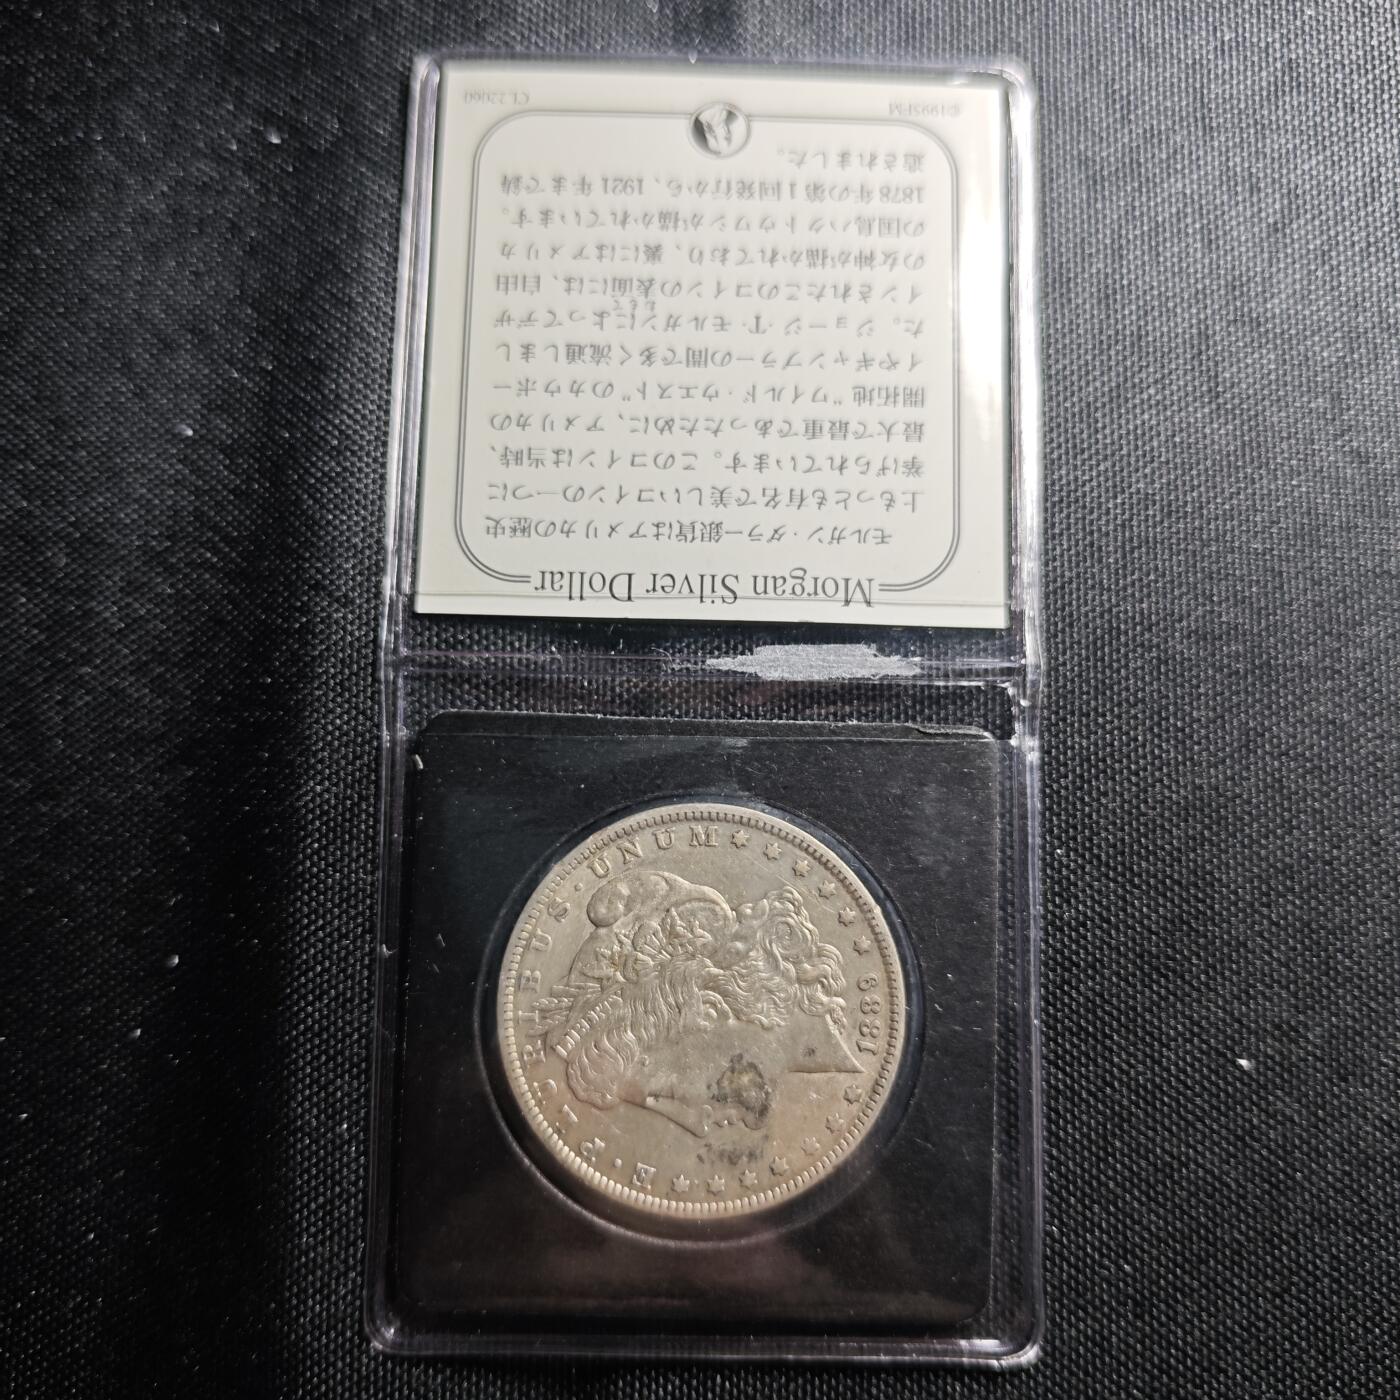 Morgan Silver Dollar
モルガン・ダラー銀貨はアメリカの歴史
上もっとも有名で美しいコインの一つに
挙げられています。このコインは当時、
最大で最重であったために、アメリカの
開拓地 "ワイルド・ウエスト" のカウボー
イやギャンブラーの間で多く流通しまし
た。ジョージ・T・モルガンによってデザ
インされたこのコインの表面には、自由
おもて
の女神が描かれており、裏にはアメリカ
の国鳥ハクトウワシが描かれています。
1878年の第1回発行から、1921年まで鋳
造されました。
©1995FM
CL22060
E·PLURIBUS·UNUM
LIBERTY
1889